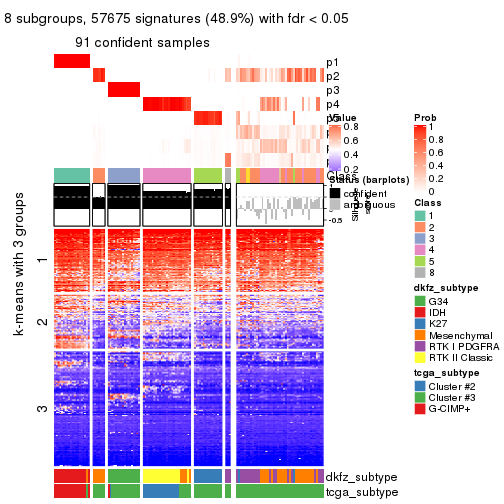 8 subgroups, 57675 signatures (48.9%) with fdr < 0.05
91 confident samples
p1
p2
p3
p4
Value
0.8
0.6
0.4
0.2
Prob
1
0.8
0.6
0.4
0.2
0
Status (barplots)
confident
ambiguous
1
-0.5
k-means with 3 groups
1
2
3
Class
1
2
3
4
5
8
dkfz_subtype
G34
IDH
K27
Mesenchymal
RTK I PDGFRA
RTK II Classic
tcga_subtype
Cluster #2
Cluster #3
G-CIMP+
dkfz_subtype
tcga_subtype